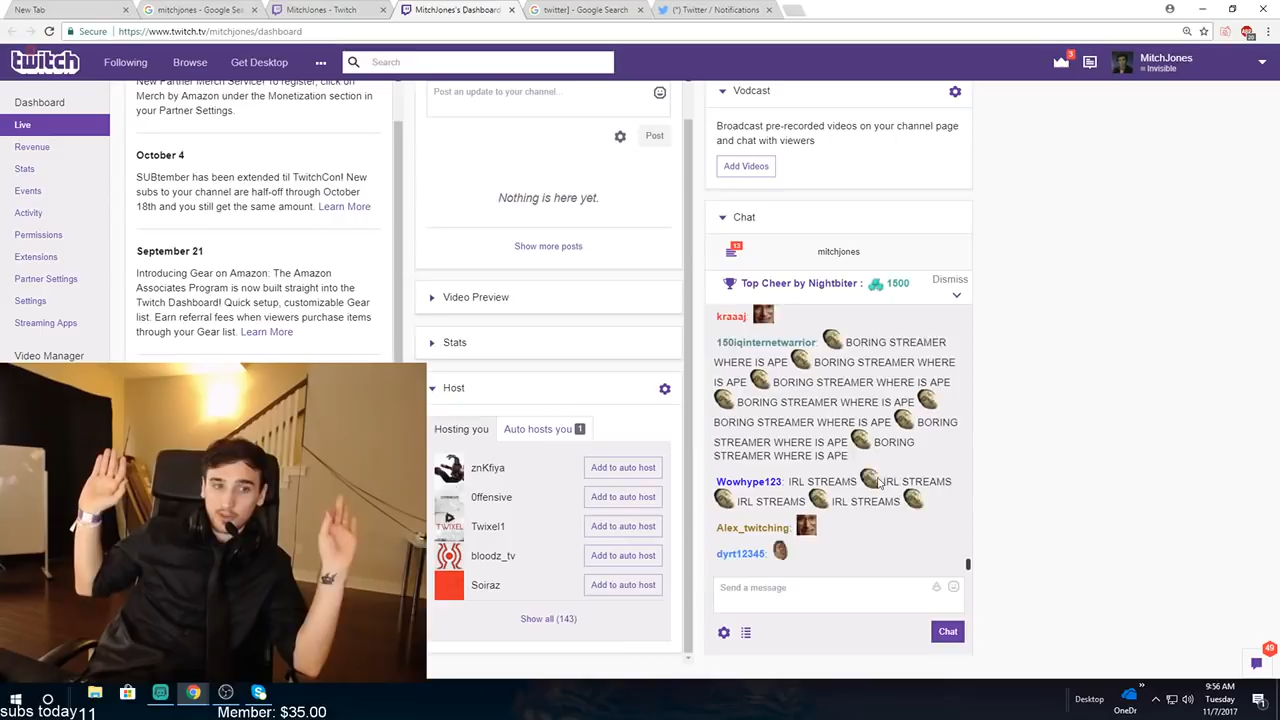 New Tab
mitchjones - Google Sea
MitchJones - Twitch
MitchJones's Dashboard
twitter] - Google Search
(*) Twitter / Notifications
Secure
https://www.twitch.tv/mitchjones/dashboard
twitch
Following
Browse
Get Desktop
Search
3
MitchJones
= Invisible
Dashboard
Live
Revenue
Stats
Events
Activity
Permissions
Extensions
Partner Settings
Settings
Streaming Apps
Video Manager
New Partner Merch Service! To register, click on
Merch by Amazon under the Monetization section in
your Partner Settings.
October 4
SUBtember has been extended til TwitchCon! New
subs to your channel are half-off through October
18th and you still get the same amount. Learn More
September 21
Introducing Gear on Amazon: The Amazon
Associates Program is now built straight into the
Twitch Dashboard! Quick setup, customizable Gear
list. Earn referral fees when viewers purchase items
through your Gear list. Learn More
Post an update to your channel...
Post
Nothing is here yet.
Show more posts
Video Preview
Stats
Host
Hosting you
Auto hosts you 1
znKfiya
Add to auto host
0ffensive
Add to auto host
TWIXEL
Twixel1
Add to auto host
bloodz_tv
Add to auto host
Soiraz
Add to auto host
Show all (143)
Vodcast
Broadcast pre-recorded videos on your channel page
and chat with viewers
Add Videos
Chat
13
mitchjones
Top Cheer by Nightbiter : 1500
Dismiss
kraaaj:
150iqinternetwarrior: BORING STREAMER
WHERE IS APE BORING STREAMER WHERE
IS APE BORING STREAMER WHERE IS APE
BORING STREAMER WHERE IS APE
BORING STREAMER WHERE IS APE BORING
STREAMER WHERE IS APE BORING
STREAMER WHERE IS APE
Wowhype123: IRL STREAMS IRL STREAMS
IRL STREAMS IRL STREAMS
Alex_twitching:
dyrt12345:
Send a message
Chat
49
subs today11
Member: $35.00
Desktop
OneDr
9:56 AM
11/7/2017